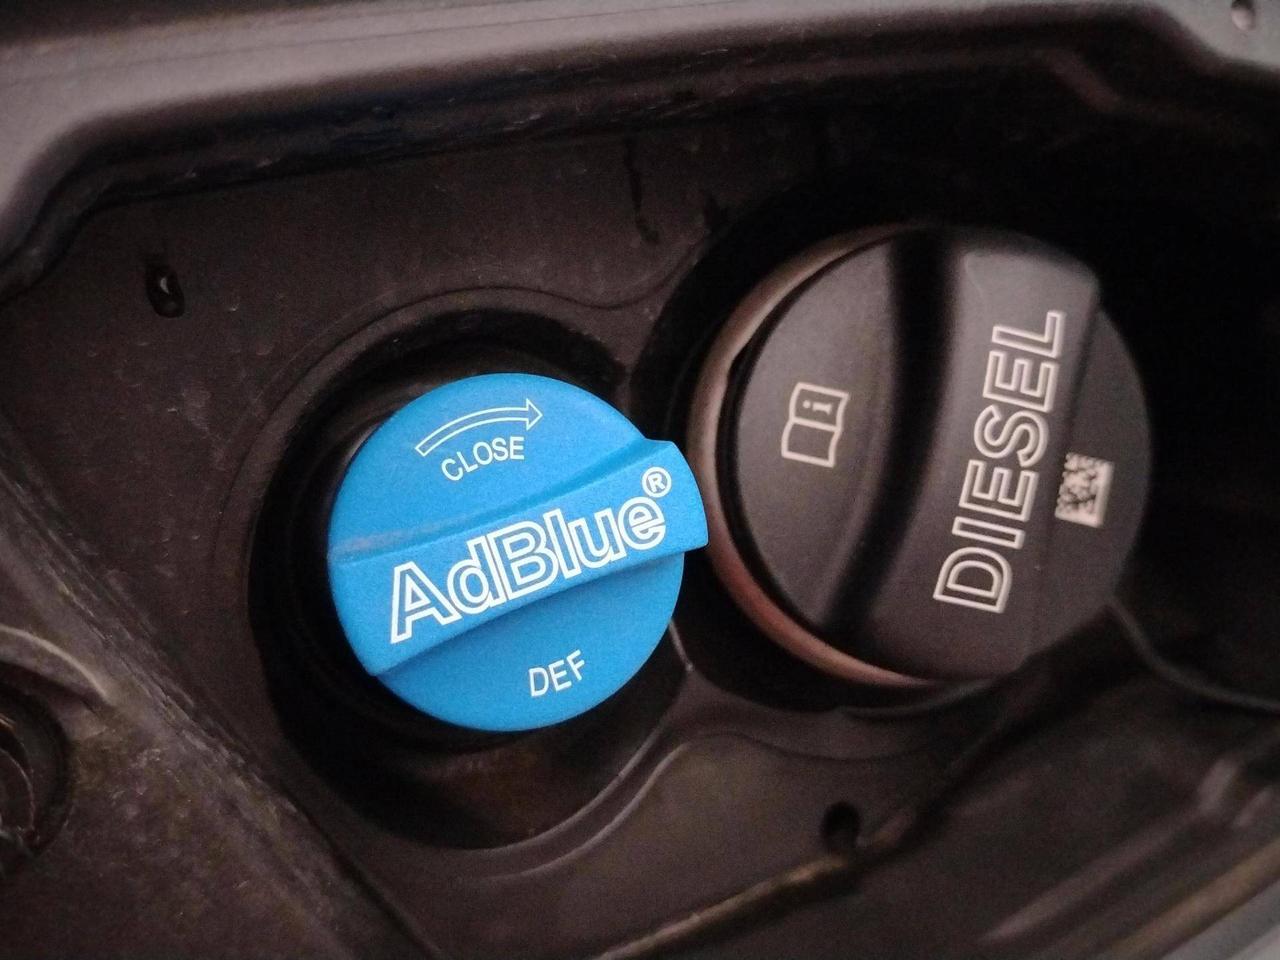 CLOSE
AdBlue®
DEF
i
DIESEL